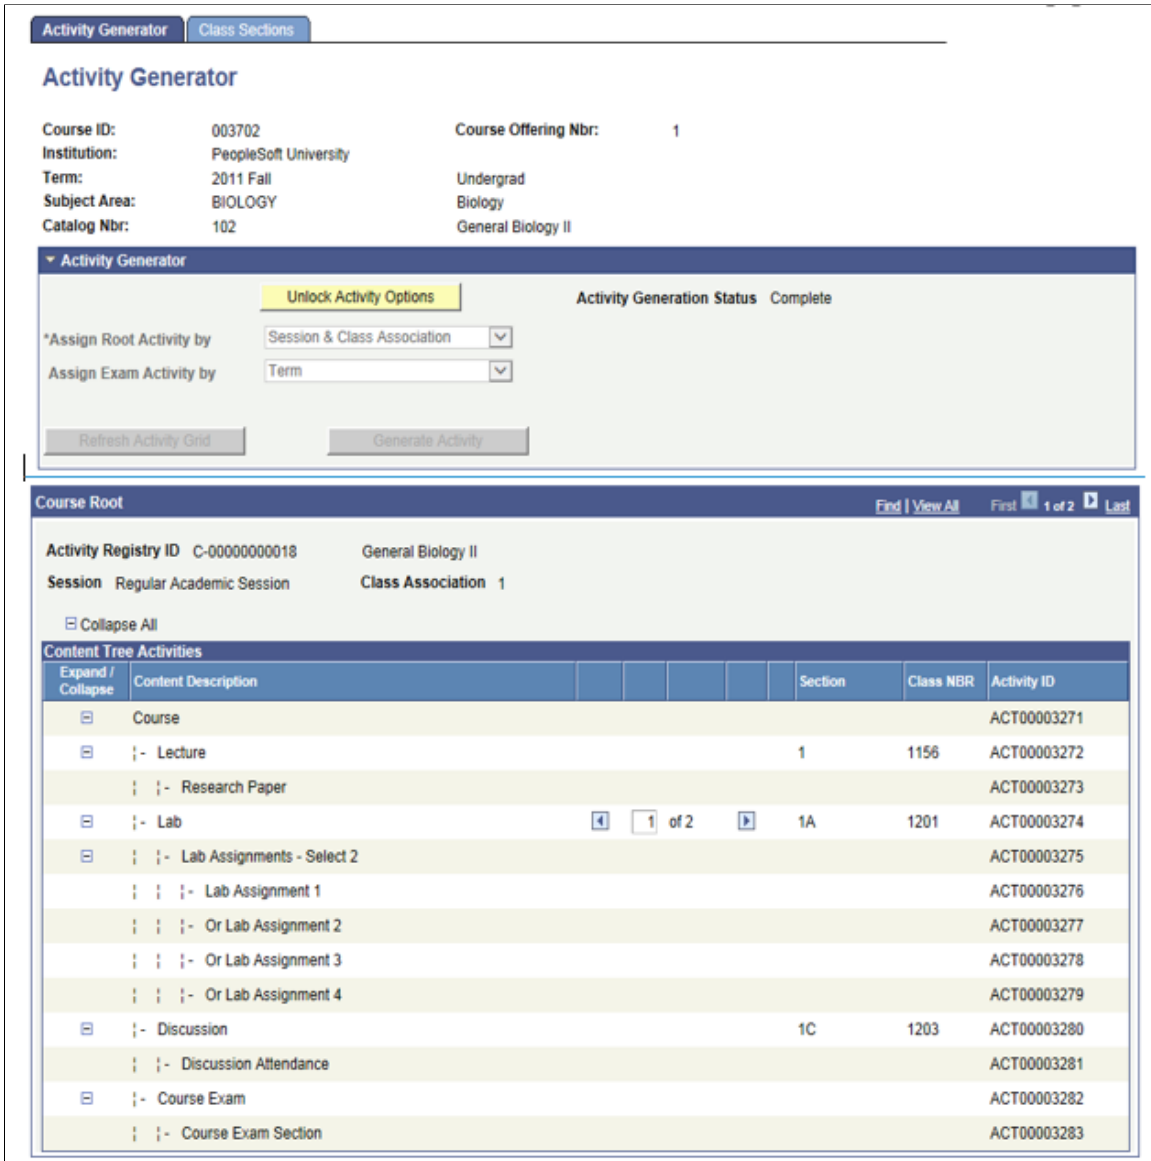 Activity Generator Class Sections
Activity Generator
Course ID: 003702 Course Offering Nbr: 1
Institution: PeopleSoft University
Term: 2011 Fall Undergrad
Subject Area: BIOLOGY Biology
Catalog Nbr: 102 General Biology II
Activity Generator
Unlock Activity Options Activity Generation Status Complete
*Assign Root Activity by Session & Class Association
Assign Exam Activity by Term
Refresh Activity Grid Generate Activity
Course Root Find | View All First 1 of 2 Last
Activity Registry ID C-00000000018 General Biology II
Session Regular Academic Session Class Association 1
Collapse All
Content Tree Activities
Expand / Collapse Content Description Section Class NBR Activity ID
Course ACT00003271
¦- Lecture 1 1156 ACT00003272
¦ ¦- Research Paper ACT00003273
¦- Lab 1 of 2 1A 1201 ACT00003274
¦ ¦- Lab Assignments - Select 2 ACT00003275
¦ ¦ ¦- Lab Assignment 1 ACT00003276
¦ ¦ ¦- Or Lab Assignment 2 ACT00003277
¦ ¦ ¦- Or Lab Assignment 3 ACT00003278
¦ ¦ ¦- Or Lab Assignment 4 ACT00003279
¦- Discussion 1C 1203 ACT00003280
¦ ¦- Discussion Attendance ACT00003281
¦- Course Exam ACT00003282
¦ ¦- Course Exam Section ACT00003283